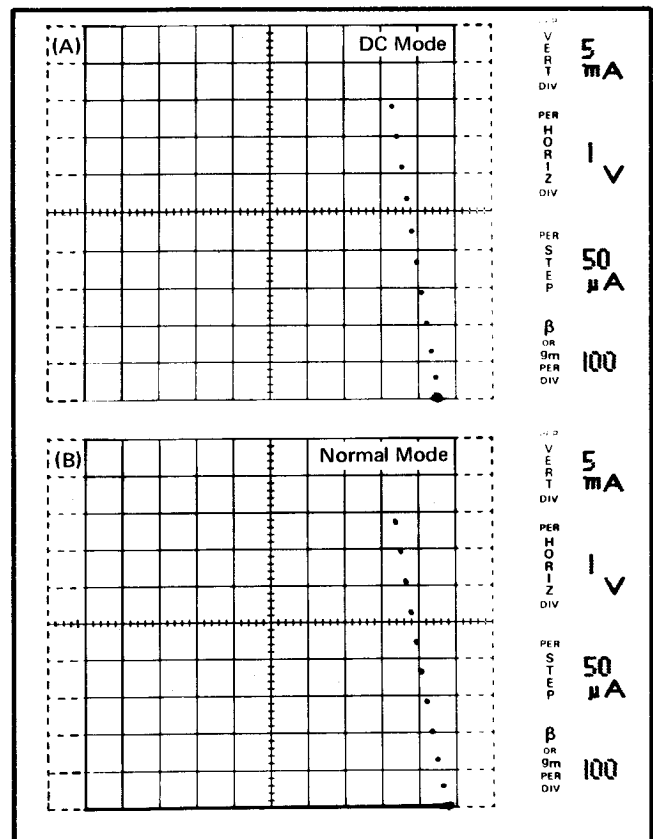 (A)
DC Mode
VERT
DIV
5
mA
PER
HORIZ
DIV
1
V
PER
STEP
50
μA
β
OR
gm
PER
DIV
100
(B)
Normal Mode
VERT
DIV
5
mA
PER
HORIZ
DIV
1
V
PER
STEP
50
μA
β
OR
gm
PER
DIV
100